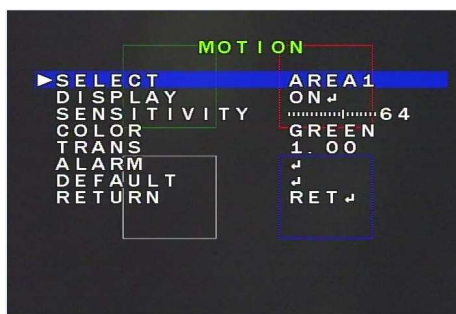 MOTION
►SELECT AREA1
DISPLAY ON↵
SENSITIVITY 64
COLOR GREEN
TRANS 1.00
ALARM ↵
DEFAULT ↵
RETURN RET↵